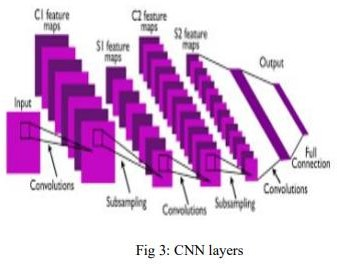 C1 feature
maps
C2 feature
maps
S1 feature
maps
S2 feature
maps
Output
Input
Full
Connection
Convolutions
Subsampling
Convolutions
Subsampling
Convolutions
Fig 3: CNN layers